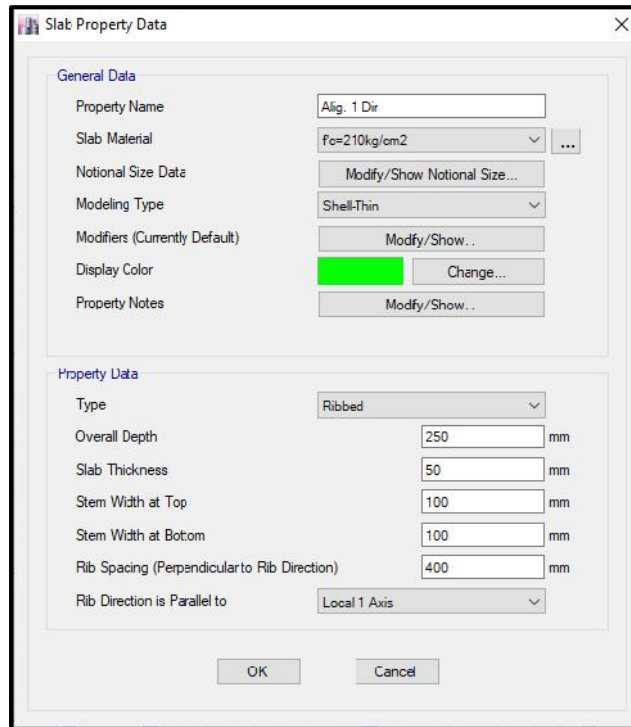 Slab Property Data
General Data
Property Name Alig. 1 Dir
Slab Material f'c=210kg/cm2 ...
Notional Size Data Modify/Show Notional Size...
Modeling Type Shell-Thin
Modifiers (Currently Default) Modify/Show..
Display Color Change...
Property Notes Modify/Show..
Property Data
Type Ribbed
Overall Depth 250 mm
Slab Thickness 50 mm
Stem Width at Top 100 mm
Stem Width at Bottom 100 mm
Rib Spacing (Perpendicular to Rib Direction) 400 mm
Rib Direction is Parallel to Local 1 Axis
OK Cancel